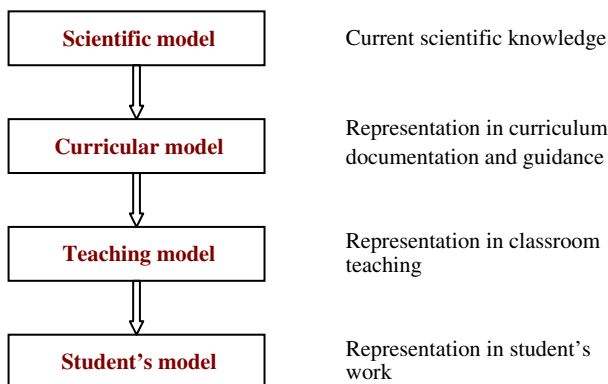 Scientific model
Current scientific knowledge
Curricular model
Representation in curriculum
documentation and guidance
Teaching model
Representation in classroom
teaching
Student’s model
Representation in student’s
work